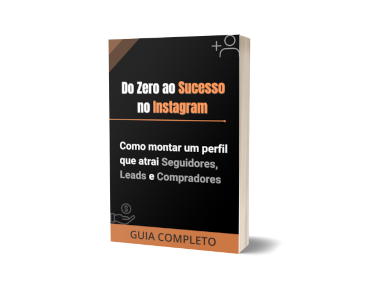 Do Zero ao Sucesso
no Instagram
Como montar um perfil
que atrai Seguidores,
Leads e Compradores
GUIA COMPLETO